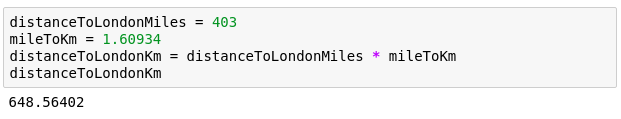 distanceToLondonMiles = 403
mileToKm = 1.60934
distanceToLondonKm = distanceToLondonMiles * mileToKm
distanceToLondonKm
648.56402